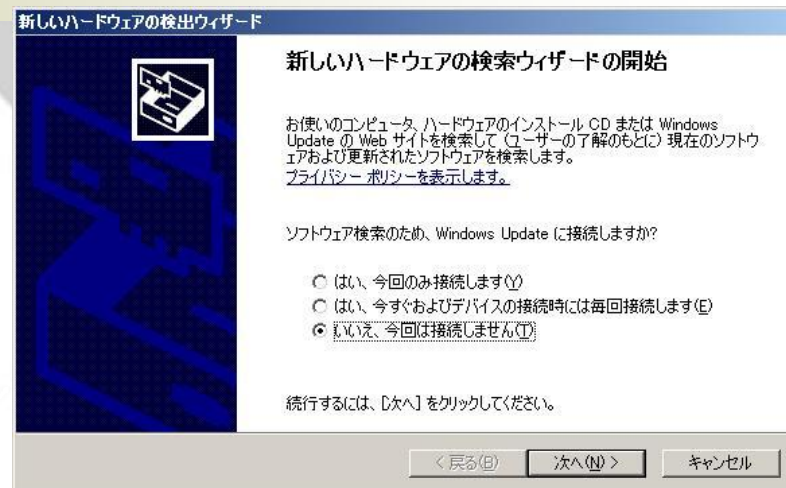 新しいハードウェアの検出ウィザード
新しいハードウェアの検索ウィザードの開始
お使いのコンピュータ、ハードウェアのインストール CD または Windows
Update の Web サイトを検索して (ユーザーの了解のもとに) 現在のソフトウ
ェアおよび更新されたソフトウェアを検索します。
プライバシー ポリシーを表示します。
ソフトウェア検索のため、Windows Update に接続しますか?
はい、今回のみ接続します(Y)
はい、今すぐおよびデバイスの接続時には毎回接続します(E)
いいえ、今回は接続しません(T)
続行するには、[次へ] をクリックしてください。
< 戻る(B)
次へ(N) >
キャンセル